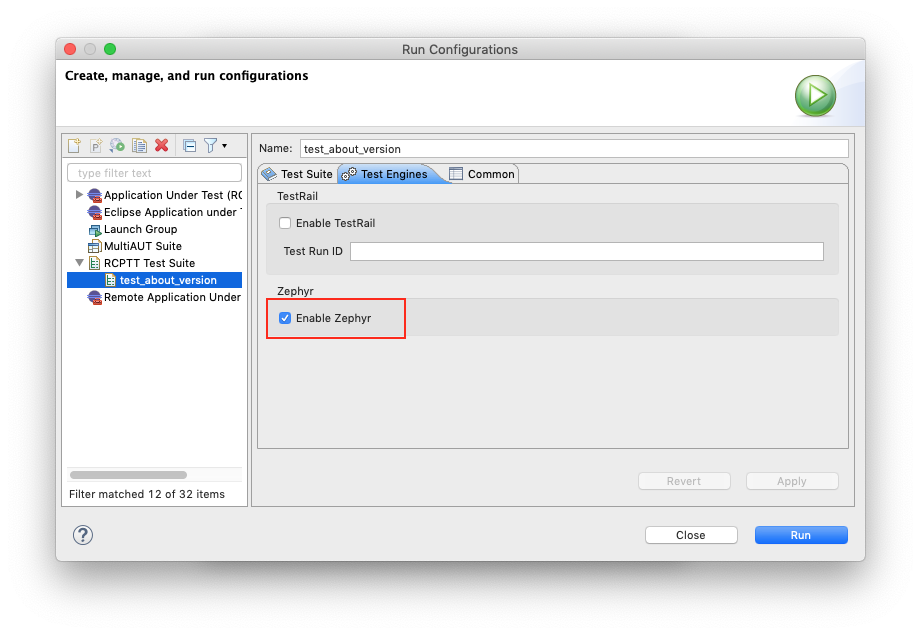 Run Configurations
Create, manage, and run configurations
P
type filter text
Application Under Test (RC
Eclipse Application under
Launch Group
MultiAUT Suite
RCPTT Test Suite
test_about_version
Remote Application Under
Filter matched 12 of 32 items
Name: test_about_version
Test Suite Test Engines Common
TestRail
Enable TestRail
Test Run ID
Zephyr
Enable Zephyr
Revert Apply
? Close Run